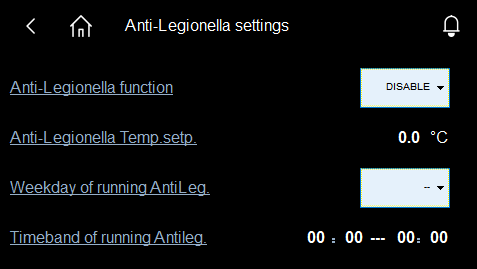 Anti-Legionella settings
Anti-Legionella function DISABLE
Anti-Legionella Temp.setp. 0.0 °C
Weekday of running AntiLeg. --
Timeband of running Antileg. 00 : 00 --- 00: 00